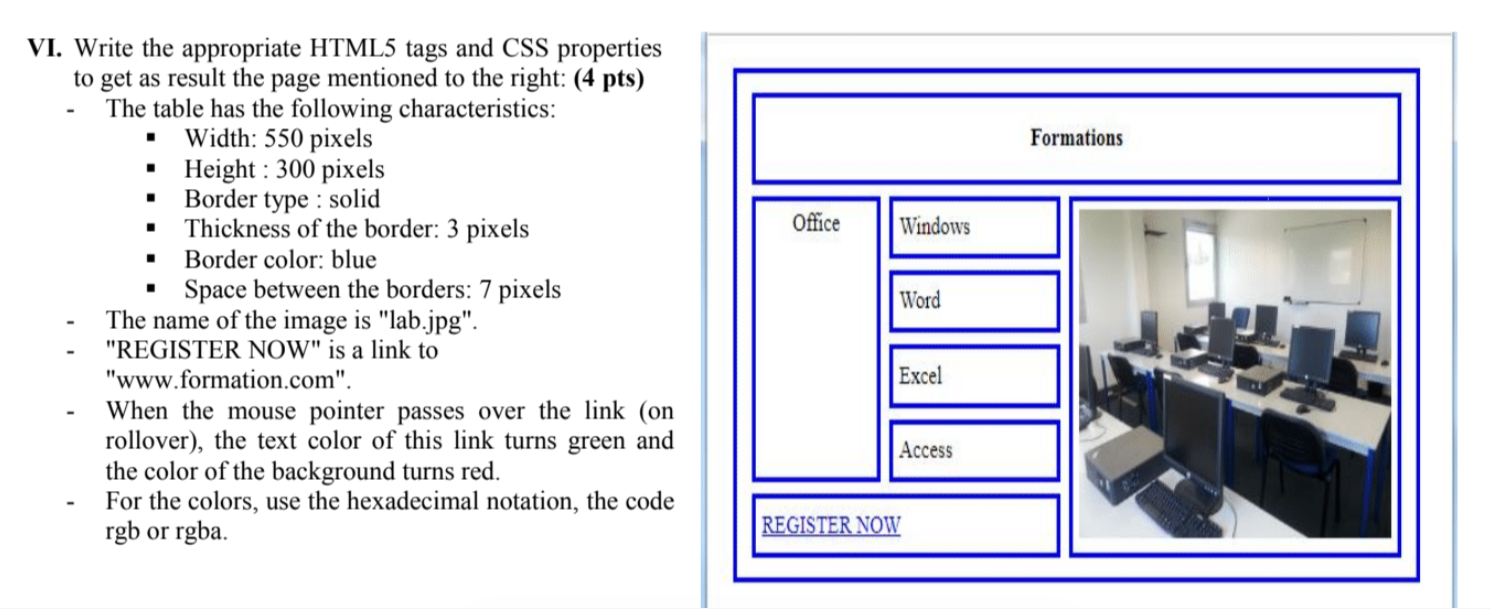 VI. Write the appropriate HTML5 tags and CSS properties
to get as result the page mentioned to the right: (4 pts)
- The table has the following characteristics:
▪ Width: 550 pixels
▪ Height : 300 pixels
▪ Border type : solid
▪ Thickness of the border: 3 pixels
▪ Border color: blue
▪ Space between the borders: 7 pixels
- The name of the image is "lab.jpg".
- "REGISTER NOW" is a link to
"www.formation.com".
- When the mouse pointer passes over the link (on
rollover), the text color of this link turns green and
the color of the background turns red.
- For the colors, use the hexadecimal notation, the code
rgb or rgba.
Formations
Office
Windows
Word
Excel
Access
REGISTER NOW